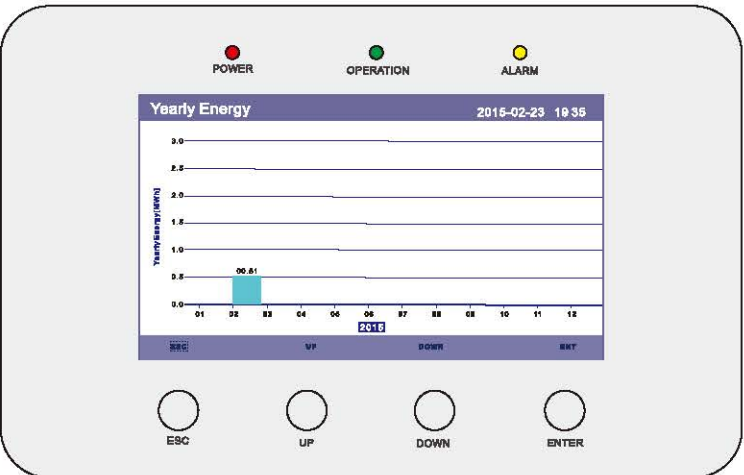 POWER OPERATION ALARM
Yearly Energy 2015-02-23 19 35
3.0
2.5
2.0
1.5
1.0
0.5
0.0
Yearly Energy[MWh]
00.51
01 02 03 04 05 06 07 08 09 10 11 12
2015
ESC UP DOWN ENT
ESC UP DOWN ENTER